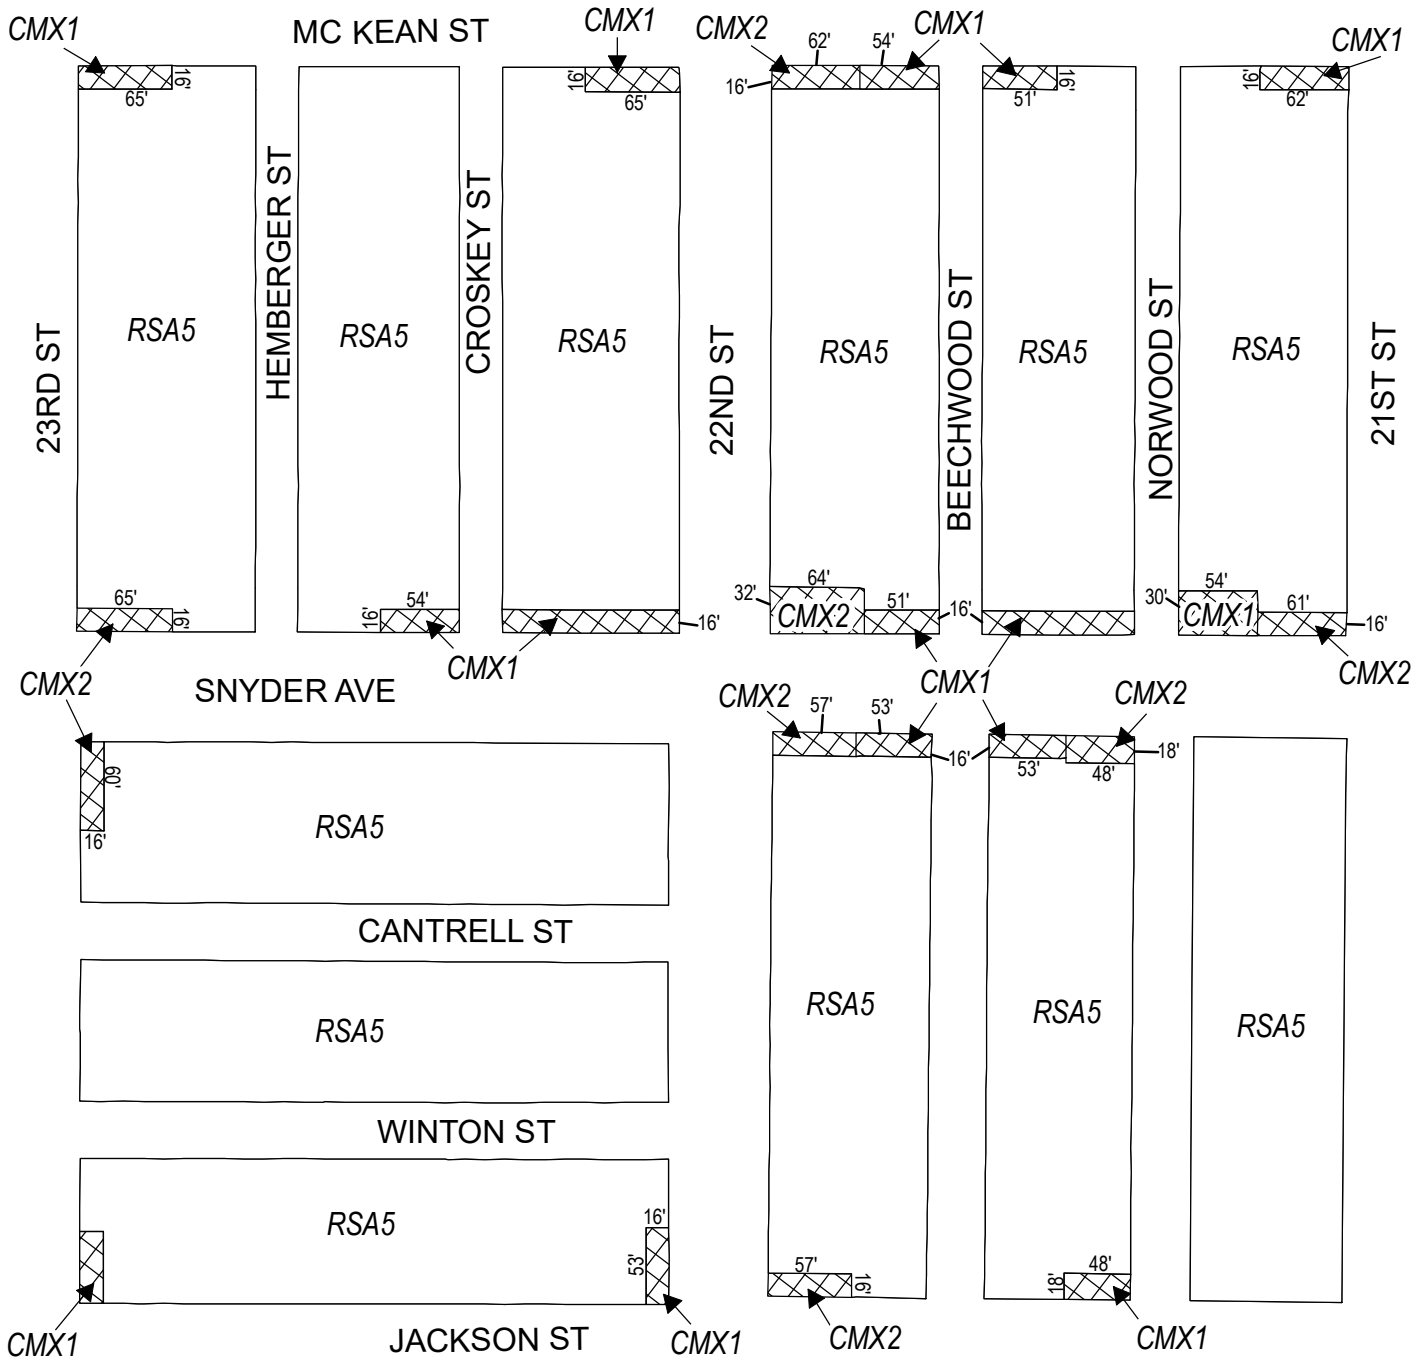 CMX1
MC KEAN ST
CMX1
CMX2
62'
54'
CMX1
CMX1
16'
65'
16'
65'
16'
16'
51'
16'
62'
23RD ST
HEMBERGER ST
CROSKEY ST
22ND ST
BEECHWOOD ST
NORWOOD ST
21ST ST
RSA5
RSA5
RSA5
RSA5
RSA5
RSA5
65'
16'
16'
54'
16'
64'
32'
CMX2
51'
16'
54'
30'
CMX1
61'
16'
CMX2
SNYDER AVE
CMX1
CMX2
57'
53'
CMX1
CMX2
CMX2
60'
16'
16'
53'
48'
18'
RSA5
CANTRELL ST
RSA5
RSA5
RSA5
RSA5
WINTON ST
RSA5
16'
53'
57'
16'
18'
48'
CMX1
JACKSON ST
CMX1
CMX2
CMX1